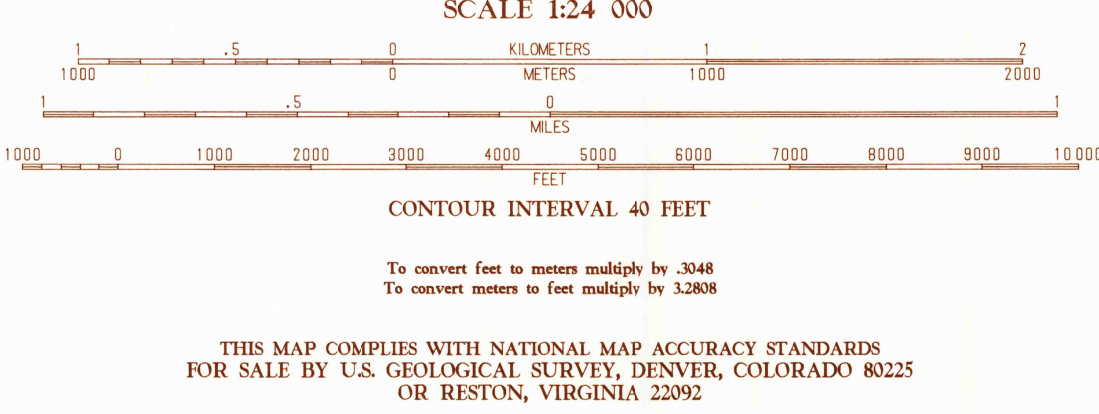 SCALE 1:24 000
1 .5 0 KILOMETERS 1 2
1000 0 METERS 1000 2000
1 .5 0 1
MILES
1000 0 1000 2000 3000 4000 5000 6000 7000 8000 9000 10 000
FEET
CONTOUR INTERVAL 40 FEET
To convert feet to meters multiply by .3048
To convert meters to feet multiply by 3.2808
THIS MAP COMPLIES WITH NATIONAL MAP ACCURACY STANDARDS
FOR SALE BY U.S. GEOLOGICAL SURVEY, DENVER, COLORADO 80225
OR RESTON, VIRGINIA 22092